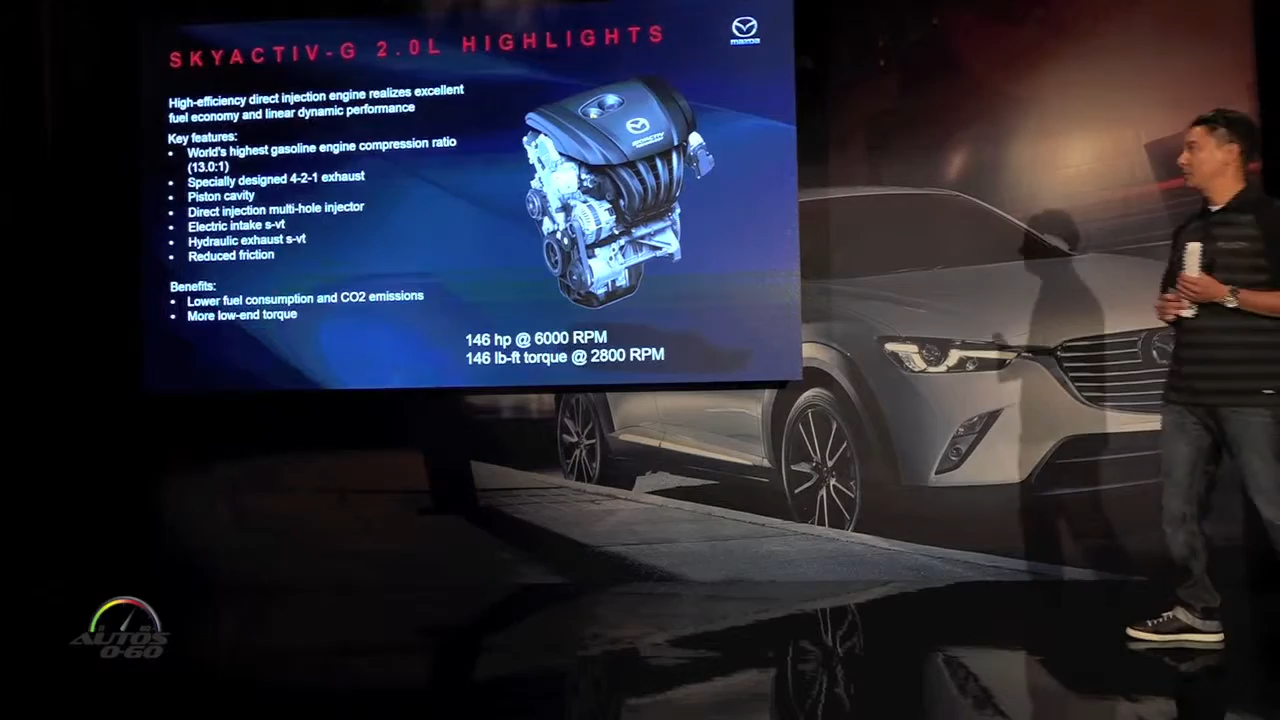 SKYACTIV-G 2.0L HIGHLIGHTS
mazda
High-efficiency direct injection engine realizes excellent
fuel economy and linear dynamic performance
Key features:
• World's highest gasoline engine compression ratio
(13.0:1)
• Specially designed 4-2-1 exhaust
• Piston cavity
• Direct injection multi-hole injector
• Electric intake s-vt
• Hydraulic exhaust s-vt
• Reduced friction
Benefits:
• Lower fuel consumption and CO2 emissions
• More low-end torque
SKYACTIV
146 hp @ 6000 RPM
146 lb-ft torque @ 2800 RPM
AUTOS
0-60